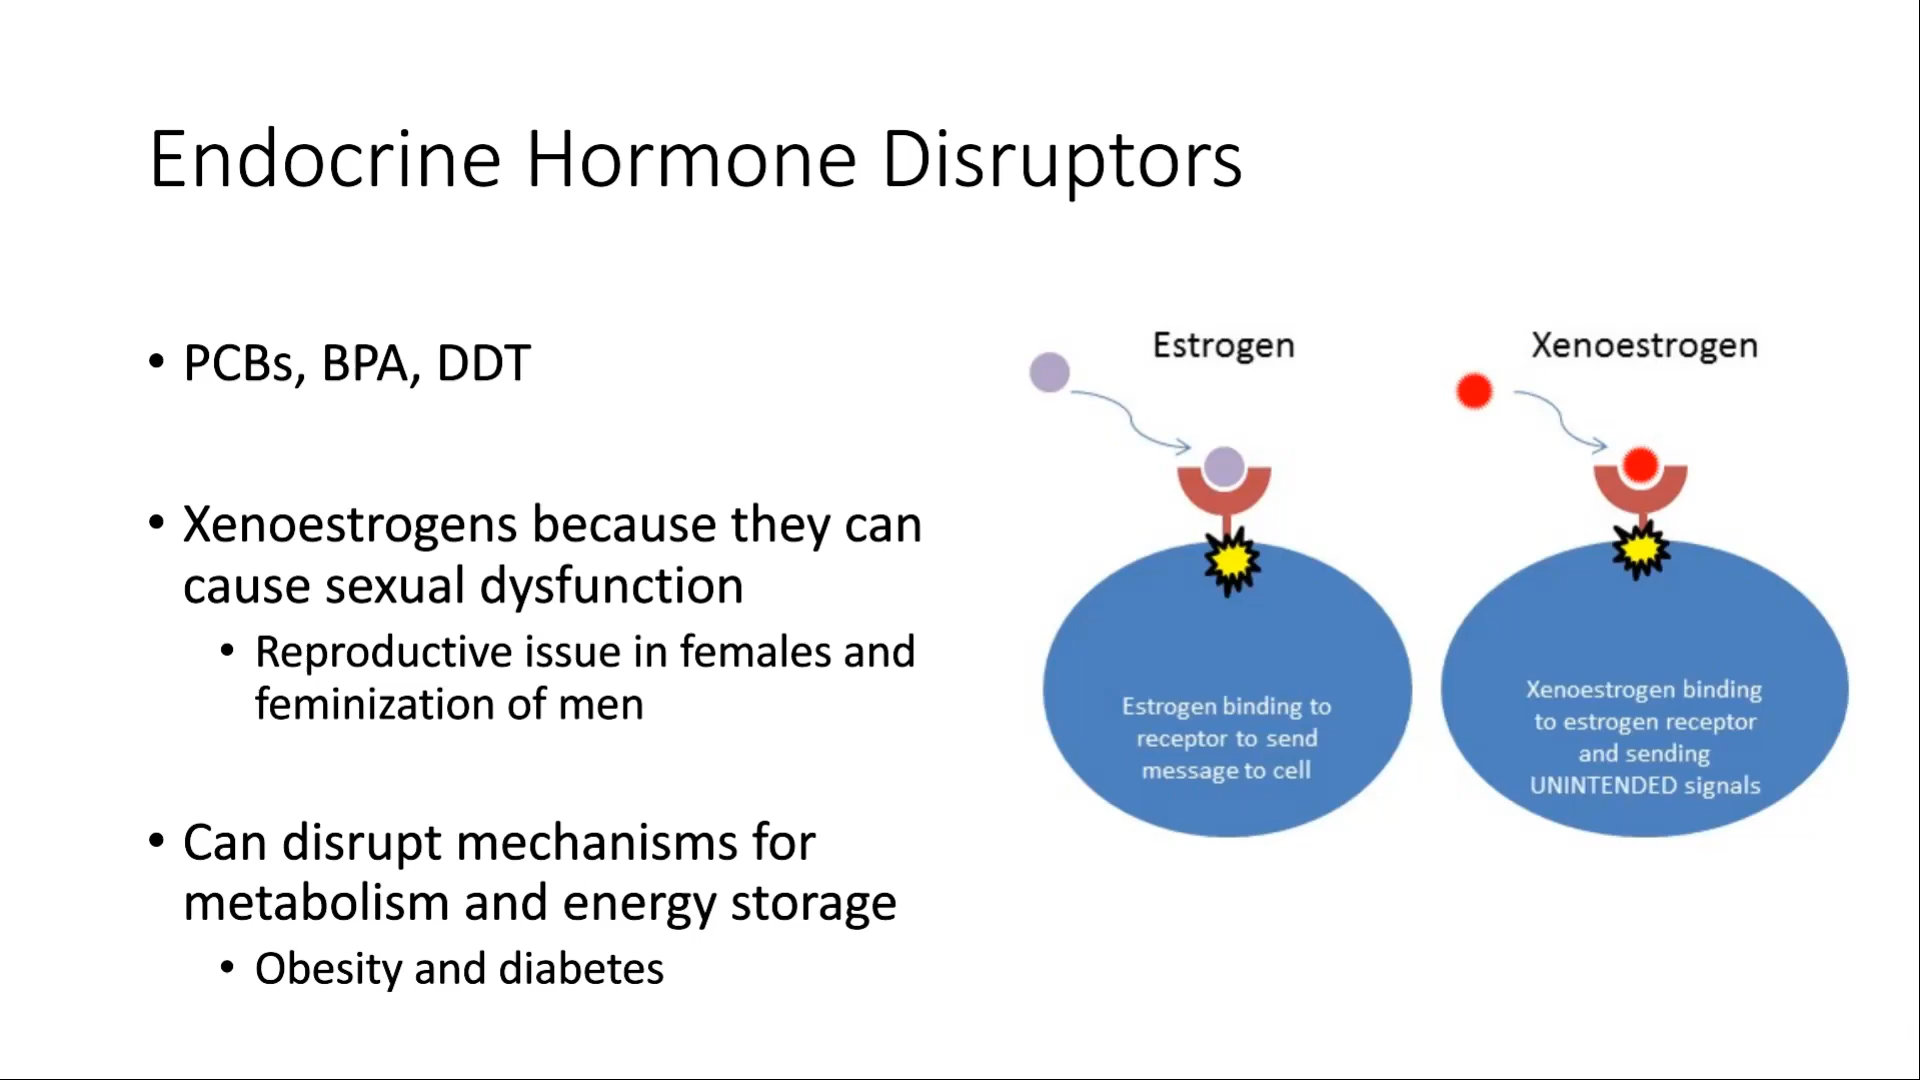 Endocrine Hormone Disruptors
• PCBs, BPA, DDT
• Xenoestrogens because they can
cause sexual dysfunction
• Reproductive issue in females and
feminization of men
• Can disrupt mechanisms for
metabolism and energy storage
• Obesity and diabetes
Estrogen
Estrogen binding to
receptor to send
message to cell
Xenoestrogen
Xenoestrogen binding
to estrogen receptor
and sending
UNINTENDED signals